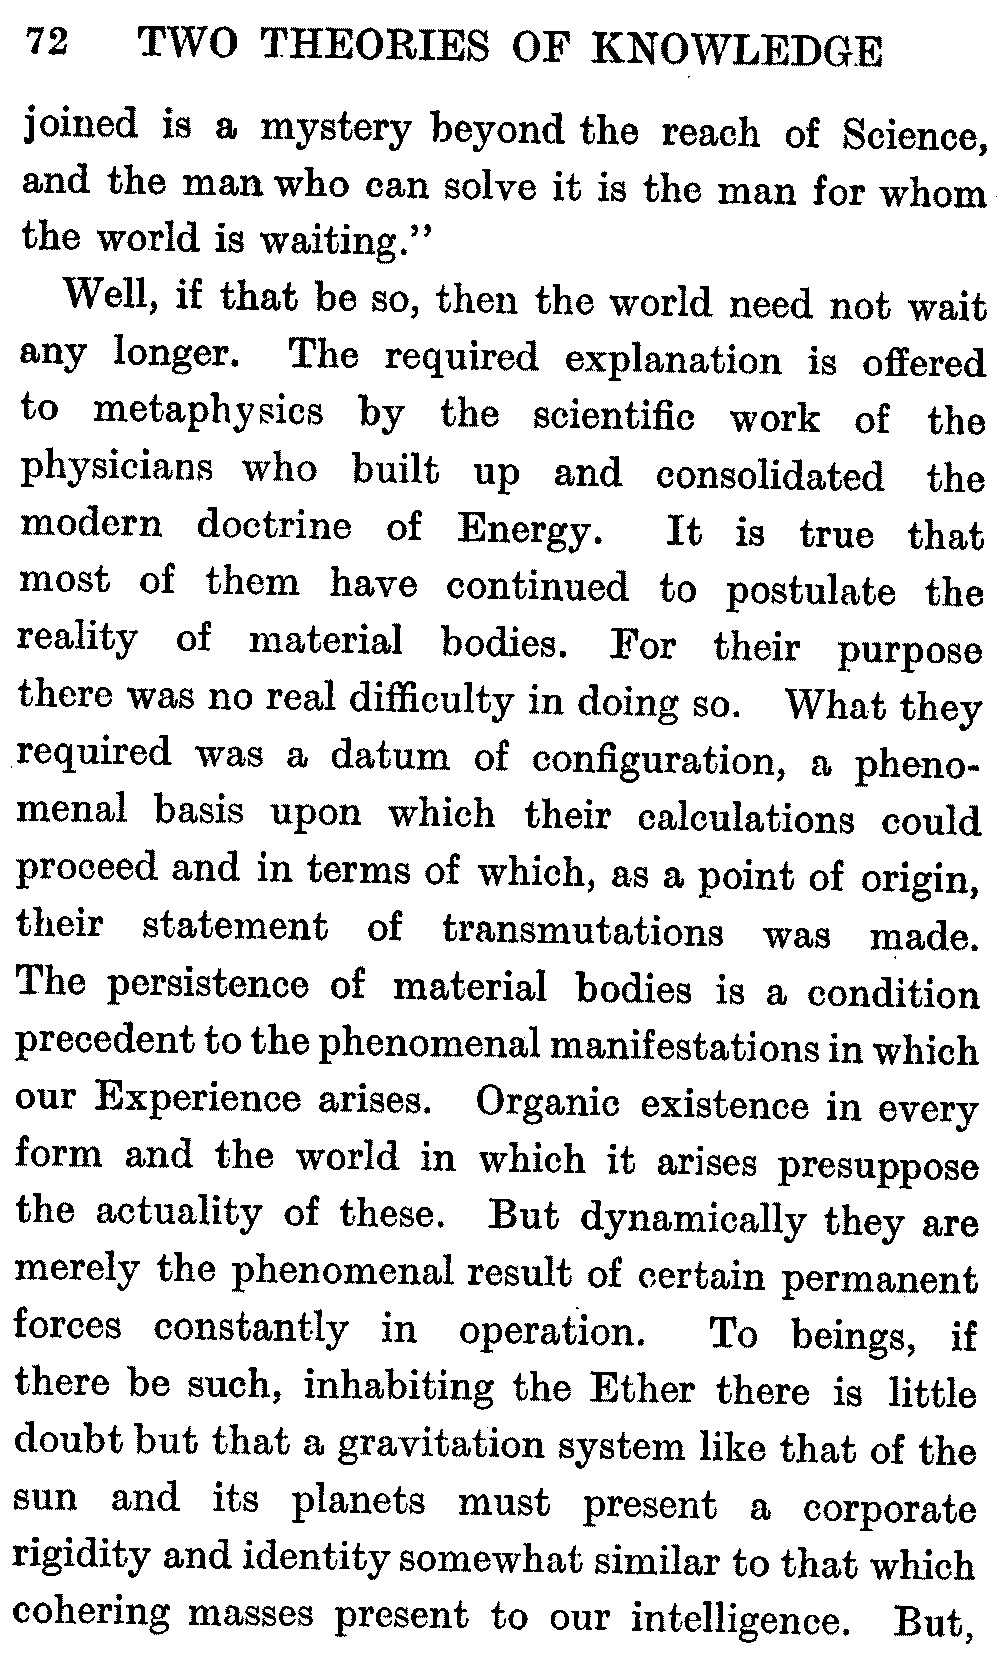 72 TWO THEORIES OF KNOWLEDGE
joined is a mystery beyond the reach of Science,
and the man who can solve it is the man for whom
the world is waiting."
Well, if that be so, then the world need not wait
any longer. The required explanation is offered
to metaphysics by the scientific work of the
physicians who built up and consolidated the
modern doctrine of Energy. It is true that
most of them have continued to postulate the
reality of material bodies. For their purpose
there was no real difficulty in doing so. What they
required was a datum of configuration, a pheno-
menal basis upon which their calculations could
proceed and in terms of which, as a point of origin,
their statement of transmutations was made.
The persistence of material bodies is a condition
precedent to the phenomenal manifestations in which
our Experience arises. Organic existence in every
form and the world in which it arises presuppose
the actuality of these. But dynamically they are
merely the phenomenal result of certain permanent
forces constantly in operation. To beings, if
there be such, inhabiting the Ether there is little
doubt but that a gravitation system like that of the
sun and its planets must present a corporate
rigidity and identity somewhat similar to that which
cohering masses present to our intelligence. But,